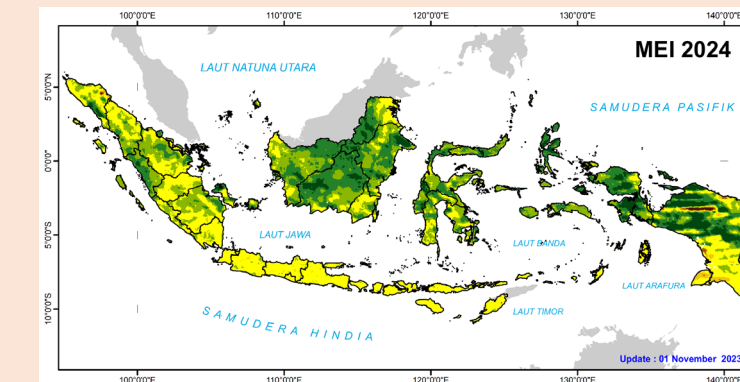 100°0'0"E 110°0'0"E 120°0'0"E 130°0'0"E 140°0'0"E
MEI 2024
LAUT NATUNA UTARA
5°0'0"N
SAMUDERA PASIFIK
0°0'0"
LAUT JAWA
5°0'0"S
LAUT BANDA
LAUT ARAFURA
10°0'0"S
SAMUDERA HINDIA
LAUT TIMOR
Update : 01 November 2023
100°0'0"E 110°0'0"E 120°0'0"E 130°0'0"E 140°0'0"E